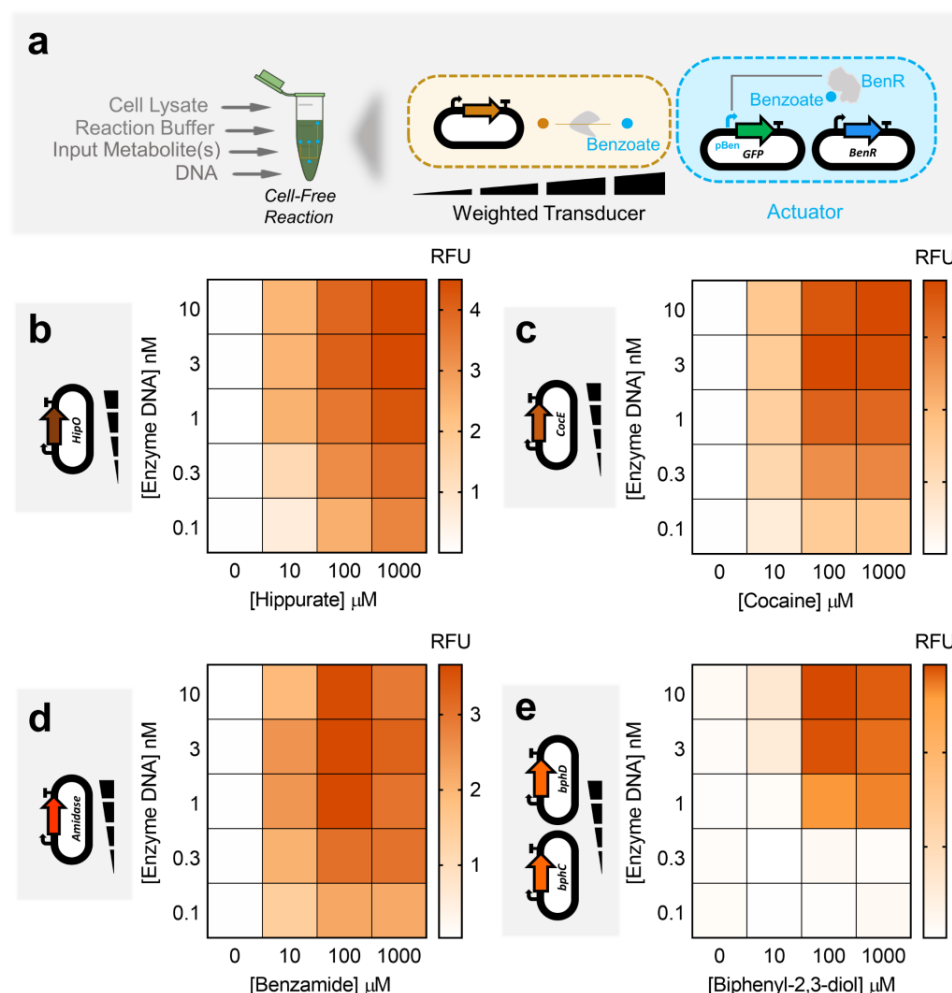 a
Cell Lysate
Reaction Buffer
Input Metabolite(s)
DNA
Cell-Free
Reaction
Benzoate
Weighted Transducer
BenR
Benzoate
pBen
GFP
BenR
Actuator
b
HipO
RFU
[Enzyme DNA] nM
10
3
1
0.3
0.1
0 10 100 1000
[Hippurate] μM
4
3
2
1
c
CocE
RFU
[Enzyme DNA] nM
10
3
1
0.3
0.1
0 10 100 1000
[Cocaine] μM
d
Amidase
RFU
[Enzyme DNA] nM
10
3
1
0.3
0.1
0 10 100 1000
[Benzamide] μM
3
2
1
e
bphD
bphC
RFU
[Enzyme DNA] nM
10
3
1
0.3
0.1
0 10 100 1000
[Biphenyl-2,3-diol] μM